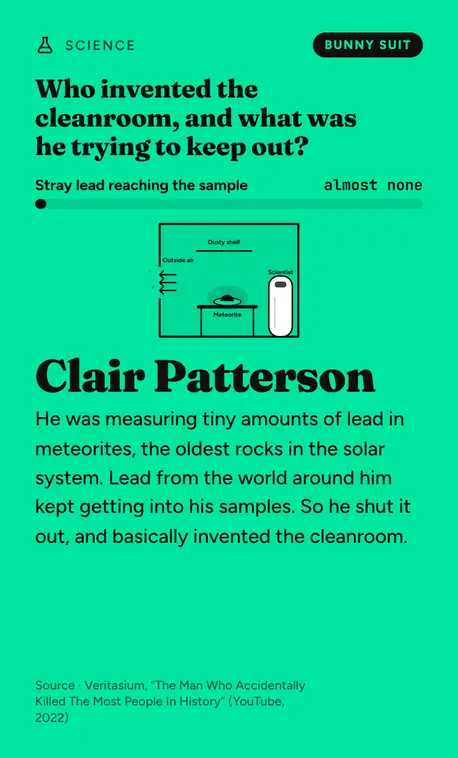 SCIENCE
BUNNY SUIT
Who invented the
cleanroom, and what was
he trying to keep out?
Stray lead reaching the sample
almost none
Dusty shelf
Outside air
Scientist
Meteorite
Clair Patterson
He was measuring tiny amounts of lead in
meteorites, the oldest rocks in the solar
system. Lead from the world around him
kept getting into his samples. So he shut it
out, and basically invented the cleanroom.
Source · Veritasium, “The Man Who Accidentally
Killed The Most People In History” (YouTube,
2022)